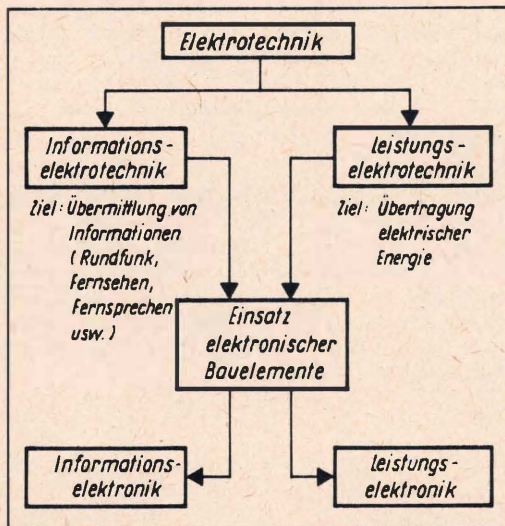 Elektrotechnik
Informations-
elektrotechnik
Ziel: Übermittlung von
Informationen
(Rundfunk,
Fernsehen,
Fernsprechen
usw.)
Leistungs-
elektrotechnik
Ziel: Übertragung
elektrischer
Energie
Einsatz
elektronischer
Bauelemente
Informations-
elektronik
Leistungs-
elektronik